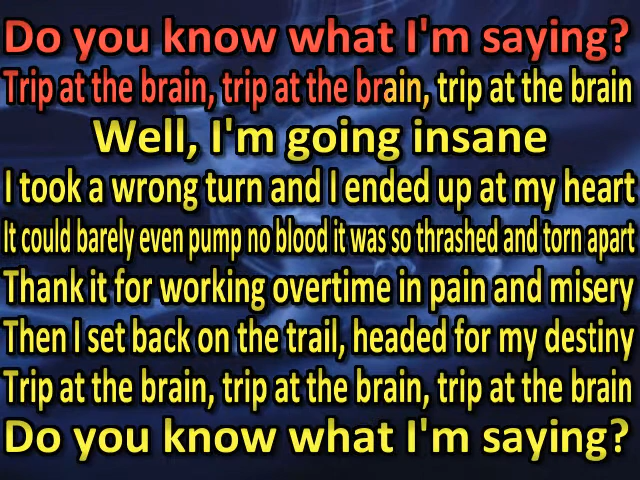 Do you know what I'm saying?
Trip at the brain, trip at the brain, trip at the brain
Well, I'm going insane
I took a wrong turn and I ended up at my heart
It could barely even pump no blood it was so thrashed and torn apart
Thank it for working overtime in pain and misery
Then I set back on the trail, headed for my destiny
Trip at the brain, trip at the brain, trip at the brain
Do you know what I'm saying?